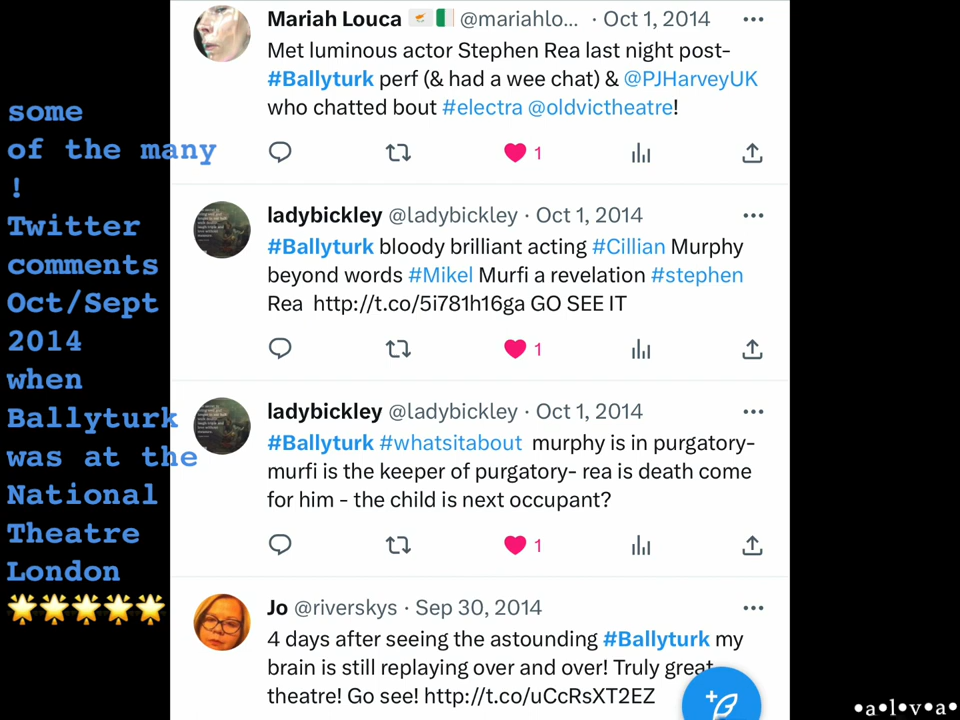 some
of the many
!
Twitter
comments
Oct/Sept
2014
when
Ballyturk
was at the
National
Theatre
London
Mariah Louca 🇨🇾 🇳🇬 @mariahlo... · Oct 1, 2014
Met luminous actor Stephen Rea last night post-
#Ballyturk perf (& had a wee chat) & @PJHarveyUK
who chatted bout #electra @oldvictheatre!
1
ladybickley @ladybickley · Oct 1, 2014
#Ballyturk bloody brilliant acting #Cillian Murphy
beyond words #Mikel Murfi a revelation #stephen
Rea  http://t.co/5i781h16ga GO SEE IT
1
ladybickley @ladybickley · Oct 1, 2014
#Ballyturk #whatsitabout  murphy is in purgatory-
murfi is the keeper of purgatory- rea is death come
for him - the child is next occupant?
1
Jo @riverskys · Sep 30, 2014
4 days after seeing the astounding #Ballyturk my
brain is still replaying over and over! Truly great
theatre! Go see! http://t.co/uCcRsXT2EZ
•a•l•v•a•